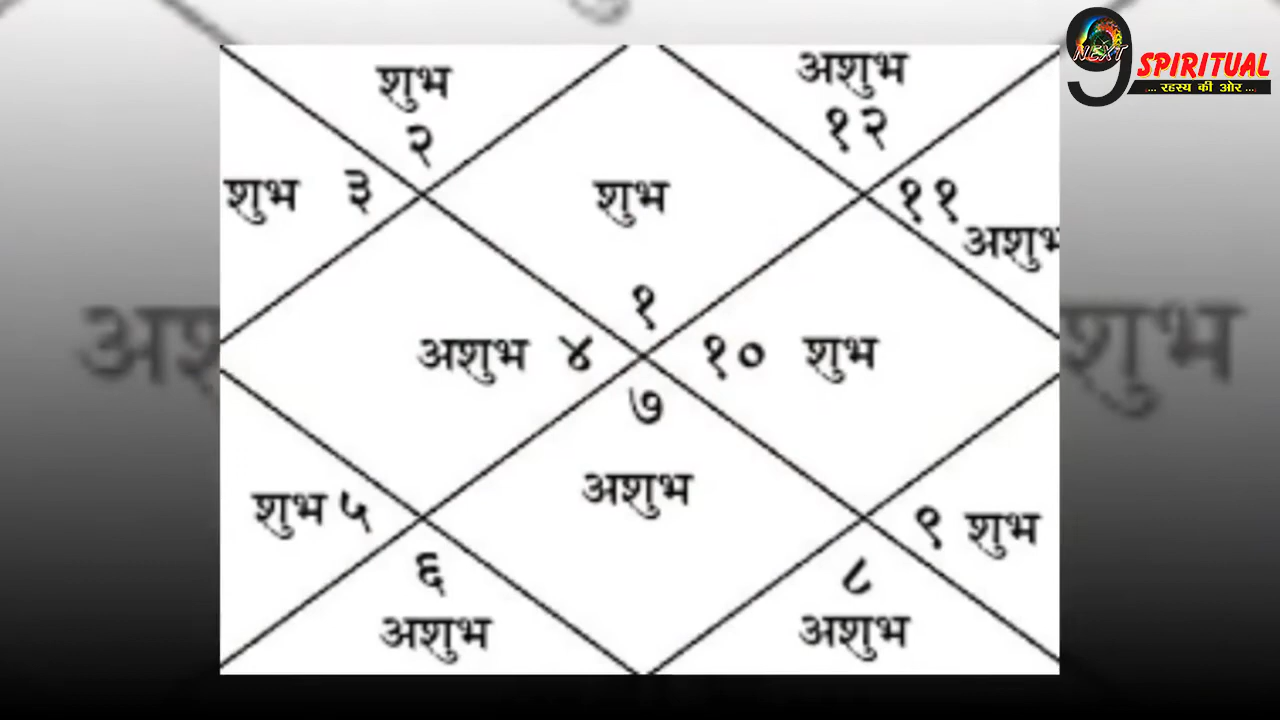 9
NEXT
SPIRITUAL
... रहस्य की ओर ...
शुभ
२
अशुभ
१२
शुभ ३
शुभ
११
अशुभ
१
अशुभ ४
१० शुभ
७
अशुभ
शुभ ५
९ शुभ
६
अशुभ
८
अशुभ